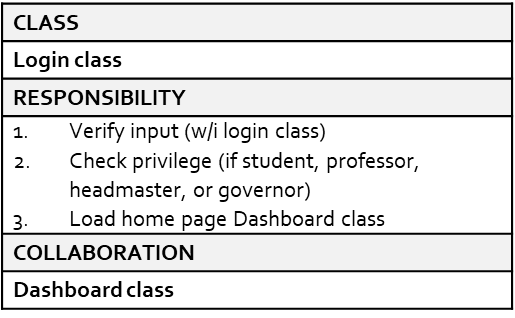 CLASS
Login class
RESPONSIBILITY
1. Verify input (w/i login class)
2. Check privilege (if student, professor,
headmaster, or governor)
3. Load home page Dashboard class
COLLABORATION
Dashboard class